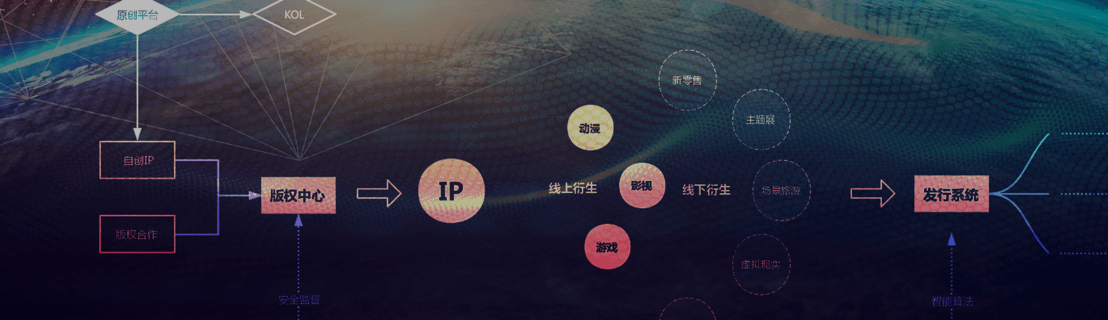 原创平台
KOL
新零售
主题展
动漫
自创IP
版权中心
IP
线上衍生
影视
线下衍生
场景旅游
发行系统
版权合作
游戏
虚拟现实
安全监督
智能算法